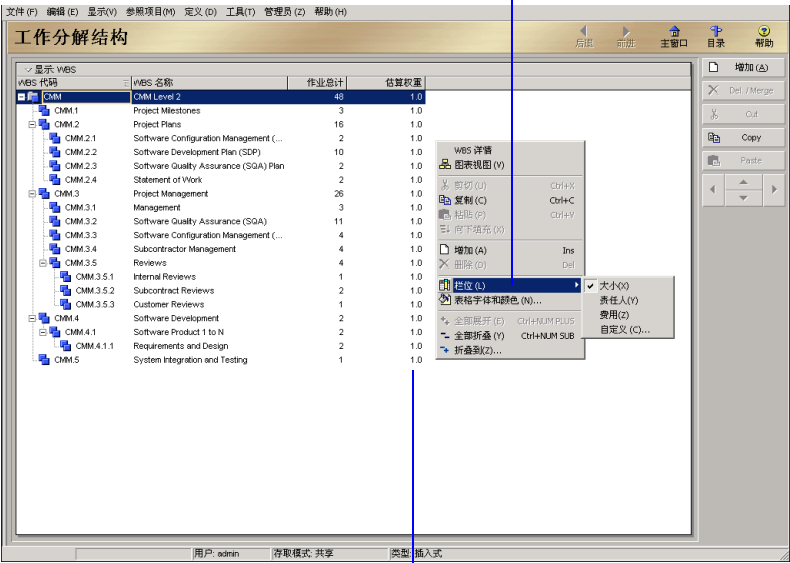 文件(F) 编辑(E) 显示(V) 参照项目(M) 定义(D) 工具(T) 管理员(Z) 帮助(H)
工作分解结构
后退 前进 主窗口 目录 帮助
显示: WBS
WBS 代码 WBS 名称 作业总计 估算权重
CMM CMM Level 2 48 1.0
CMM.1 Project Milestones 3 1.0
CMM.2 Project Plans 16 1.0
CMM.2.1 Software Configuration Management (... 2 1.0
CMM.2.2 Software Development Plan (SDP) 10 1.0
CMM.2.3 Software Quality Assurance (SQA) Plan 2 1.0
CMM.2.4 Statement of Work 2 1.0
CMM.3 Project Management 26 1.0
CMM.3.1 Management 3 1.0
CMM.3.2 Software Quality Assurance (SQA) 11 1.0
CMM.3.3 Software Configuration Management (... 4 1.0
CMM.3.4 Subcontractor Management 4 1.0
CMM.3.5 Reviews 4 1.0
CMM.3.5.1 Internal Reviews 1 1.0
CMM.3.5.2 Subcontract Reviews 2 1.0
CMM.3.5.3 Customer Reviews 1 1.0
CMM.4 Software Development 2 1.0
CMM.4.1 Software Product 1 to N 2 1.0
CMM.4.1.1 Requirements and Design 2 1.0
CMM.5 System Integration and Testing 1 1.0
WBS 详情
图表视图(V)
剪切(U) Ctrl+X
复制(C) Ctrl+C
粘贴(P) Ctrl+V
向下填充(X)
增加(A) Ins
删除(D) Del
栏位(L)
表格字体和颜色(N)...
全部展开(E) Ctrl+NUM PLUS
全部折叠(Y) Ctrl+NUM SUB
折叠到(Z)...
大小(X)
责任人(Y)
费用(Z)
自定义(C)...
增加(A)
Del. / Merge
Cut
Copy
Paste
用户: admin 存取模式: 共享 类型: 插入式